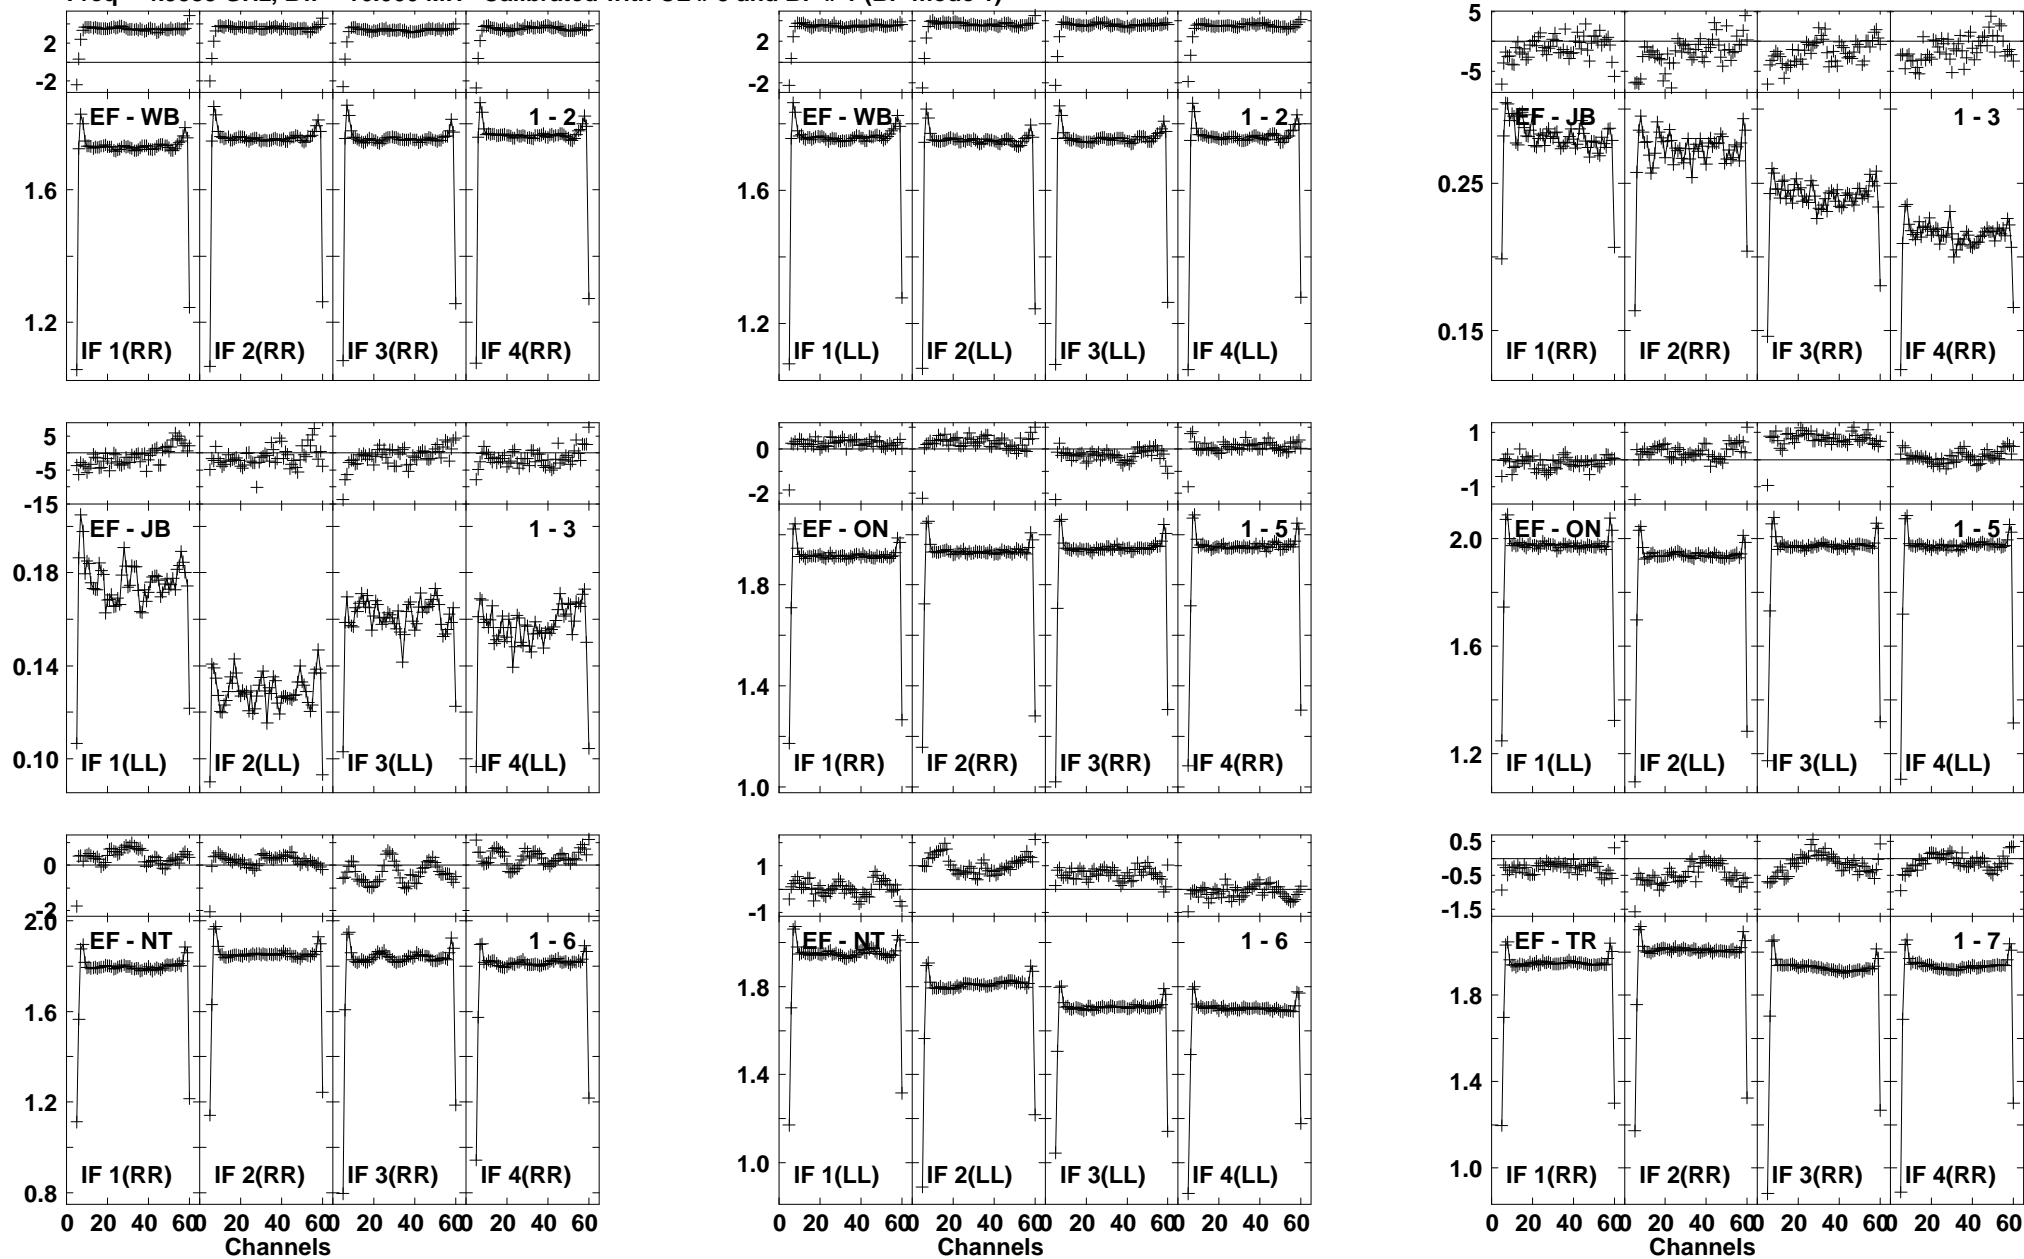 2 2 5
-2 -2 -5
EF - WB 1 - 2 EF - WB 1 - 2 EF - JB 1 - 3
1.6 1.6 0.25
1.2 1.2 0.15
IF 1(RR) IF 2(RR) IF 3(RR) IF 4(RR) IF 1(LL) IF 2(LL) IF 3(LL) IF 4(LL) IF 1(RR) IF 2(RR) IF 3(RR) IF 4(RR)
5 0 1
-5 -2 -1
-15
EF - JB 1 - 3 EF - ON 1 - 5 EF - ON 1 - 5
0.18 1.8 2.0
0.14 1.4 1.6
0.10 1.0 1.2
IF 1(LL) IF 2(LL) IF 3(LL) IF 4(LL) IF 1(RR) IF 2(RR) IF 3(RR) IF 4(RR) IF 1(LL) IF 2(LL) IF 3(LL) IF 4(LL)
0 1 0.5
-2 -1 -0.5
-1.5
EF - NT 1 - 6 EF - NT 1 - 6 EF - TR 1 - 7
2.0 1.8 1.8
1.6 1.4 1.4
1.2 1.0 1.0
0.8
IF 1(RR) IF 2(RR) IF 3(RR) IF 4(RR) IF 1(LL) IF 2(LL) IF 3(LL) IF 4(LL) IF 1(RR) IF 2(RR) IF 3(RR) IF 4(RR)
0 20 40 60 0 20 40 60 0 20 40 60 0 20 40 60 0 20 40 60 0 20 40 60 0 20 40 60 0 20 40 60 0 20 40 60 0 20 40 60 0 20 40 60 0 20 40 60
Channels Channels Channels